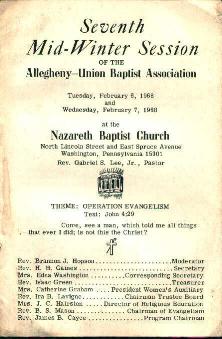 Seventh
Mid-Winter Session
OF THE
Allegheny-Union Baptist Association
Tuesday, February 6, 1968
and
Wednesday, February 7, 1968
at the
Nazareth Baptist Church
North Lincoln Street and East Spruce Avenue
Washington, Pennsylvania 15301
Rev. Gabriel S. Lee, Jr., Pastor
THEME: OPERATION EVANGELISM
Text: John 4:29
Come, see a man, which told me all things
that ever I did; is not this the Christ?
Rev. Brannon J. Hopson Moderator
Rev. H. H. Gaines Secretary
Mrs. Elda Washington Corresponding Secretary
Rev. Isaac Green Treasurer
Mrs. Catherine Graham President Women's Auxiliary
Rev. Ira B. Lavigne Chairman Trustee Board
Mrs. J. C. Hairston Director of Religious Education
Rev. B. S. Mason Chairman of Evangelism
Rev. James B. Cayce Program Chairman